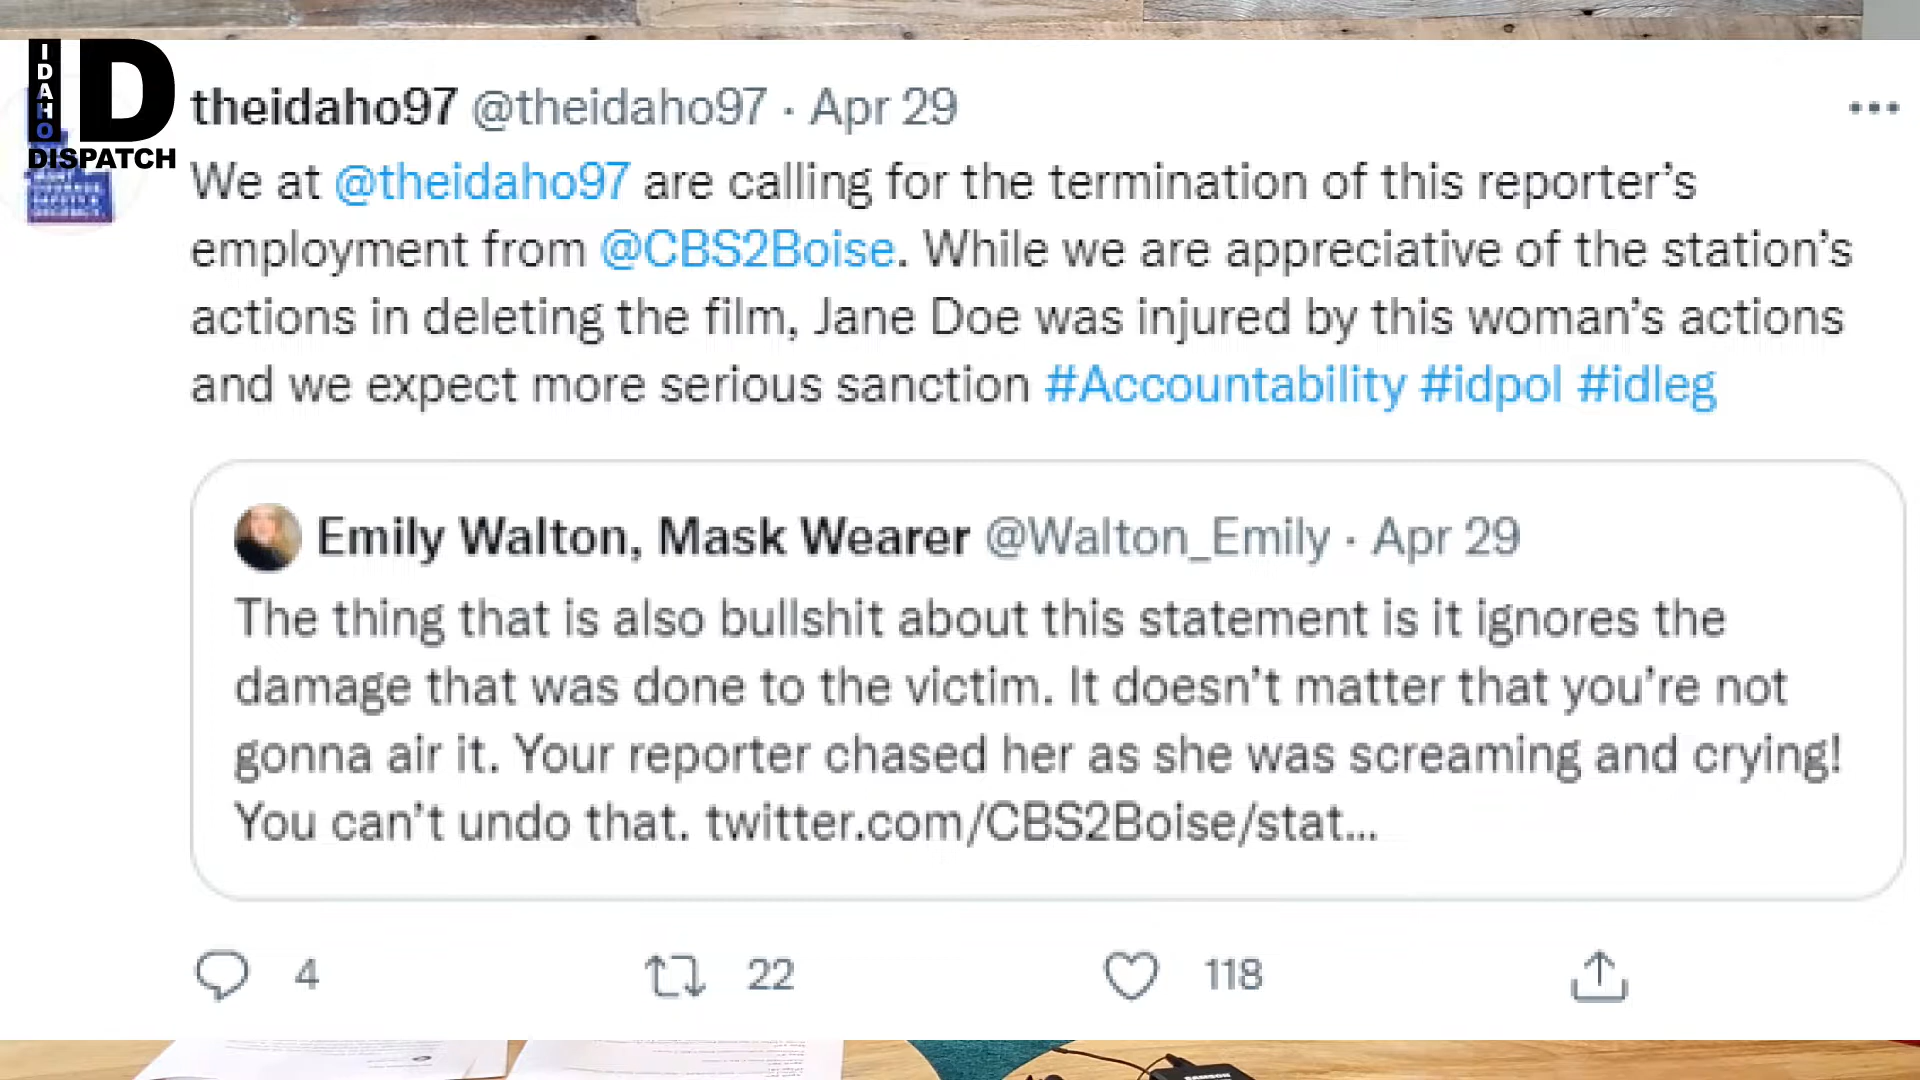 IDAHO
ID
DISPATCH
theidaho97 @theidaho97 · Apr 29
We at @theidaho97 are calling for the termination of this reporter's
employment from @CBS2Boise. While we are appreciative of the station's
actions in deleting the film, Jane Doe was injured by this woman's actions
and we expect more serious sanction #Accountability #idpol #idleg
Emily Walton, Mask Wearer @Walton_Emily · Apr 29
The thing that is also bullshit about this statement is it ignores the
damage that was done to the victim. It doesn't matter that you're not
gonna air it. Your reporter chased her as she was screaming and crying!
You can't undo that. twitter.com/CBS2Boise/stat...
4 22 118
SAMSON